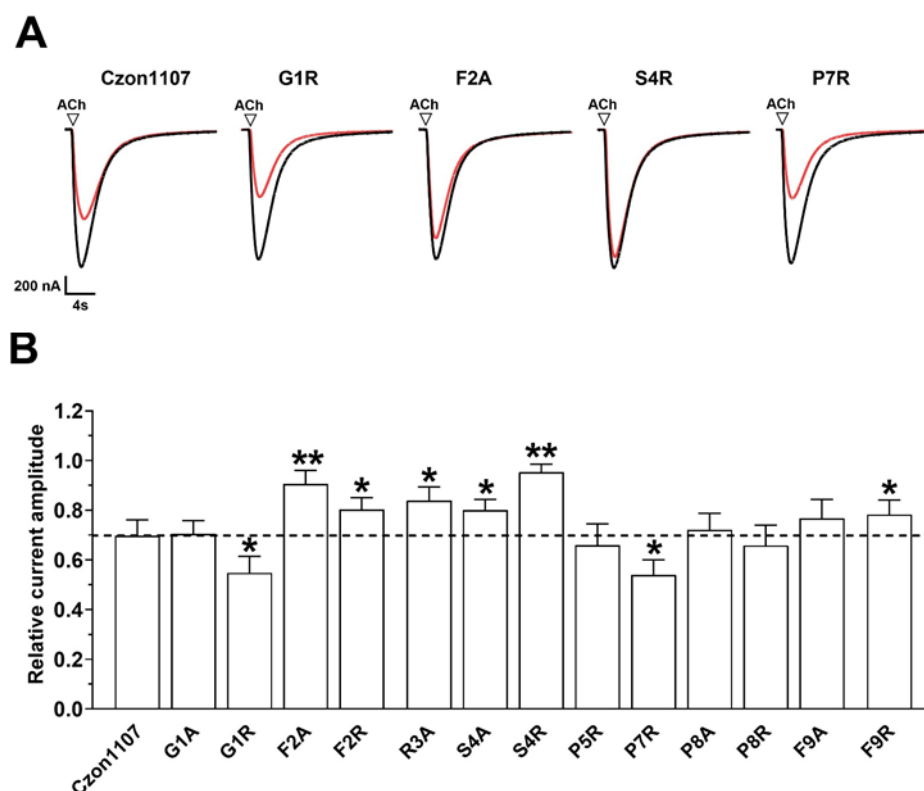 A
Czon1107 G1R F2A S4R P7R
ACh ACh ACh ACh ACh
200 nA
4s
B
Relative current amplitude
1.2
1.0
0.8
0.6
0.4
0.2
0.0
* ** * * * ** * *
Czon1107 G1A G1R F2A F2R R3A S4A S4R P5R P7R P8A P8R F9A F9R